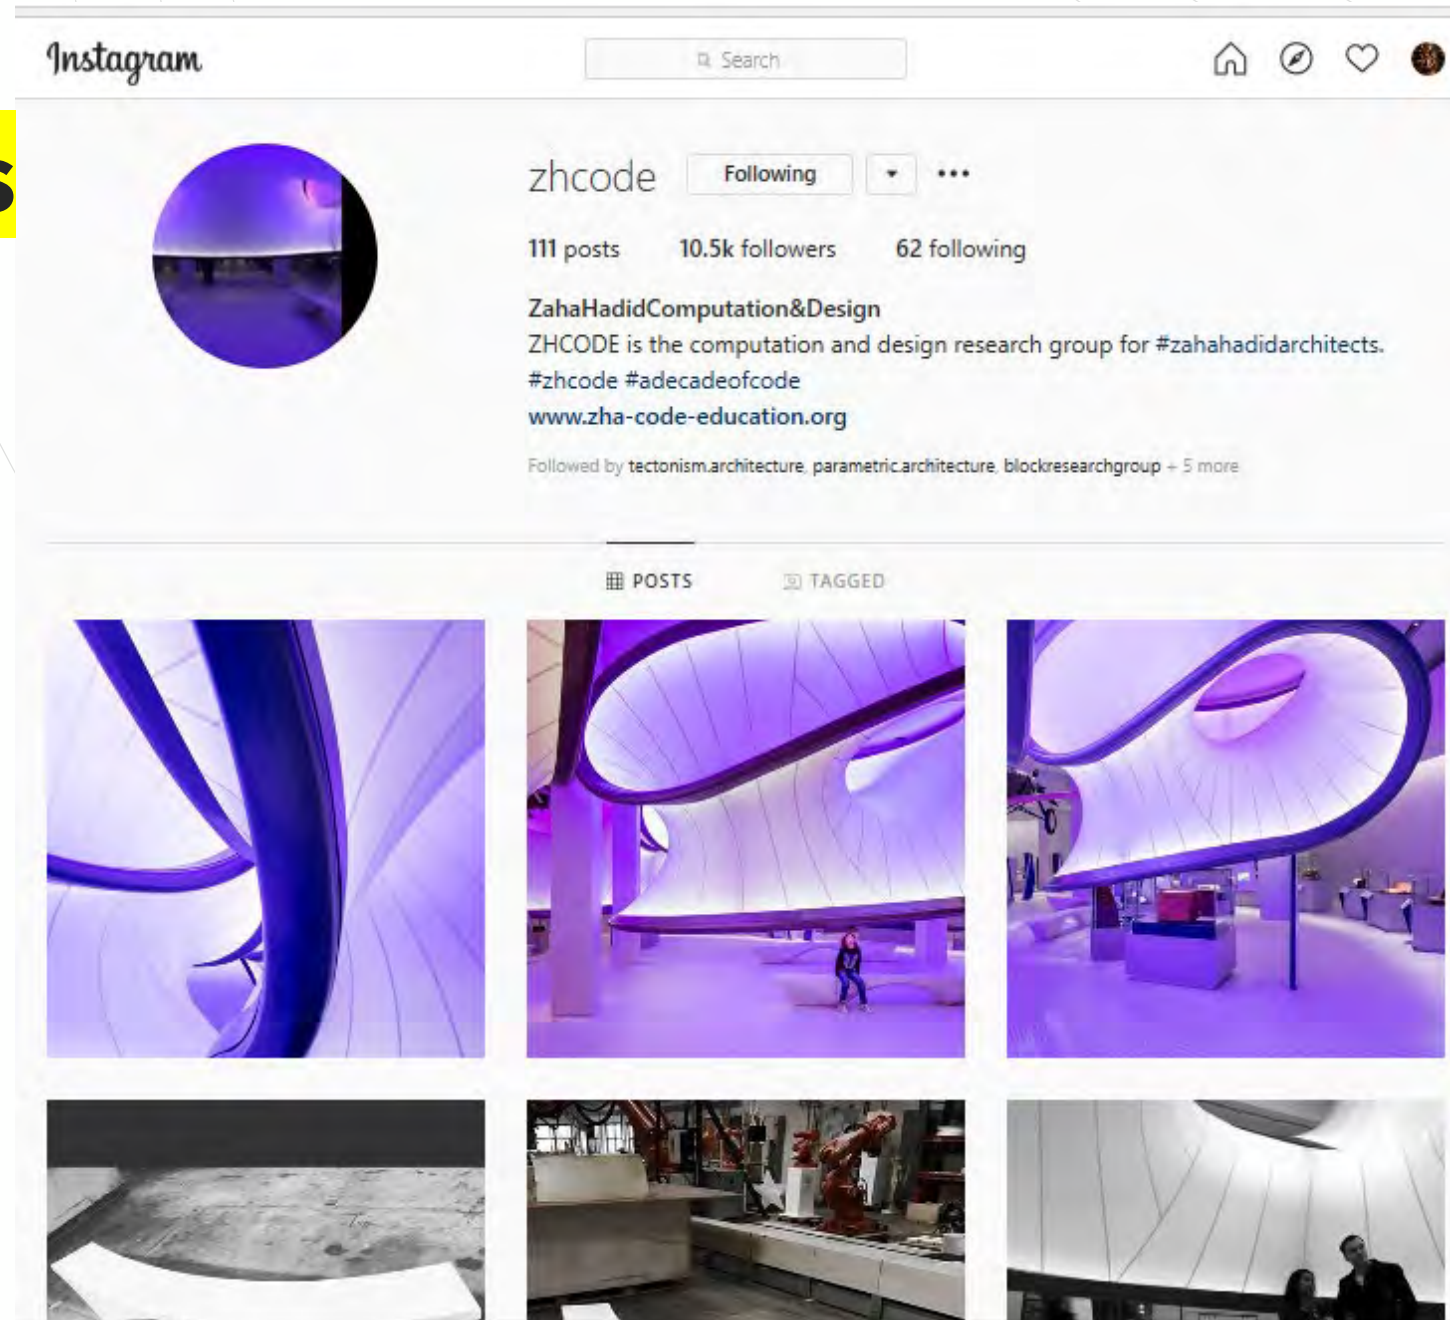 Instagram
Search
s
zhcode Following
111 posts 10.5k followers 62 following
ZahaHadidComputation&Design
ZHCODE is the computation and design research group for #zahahadidarchitects.
#zhcode #adecadeofcode
www.zha-code-education.org
Followed by tectonism.architecture, parametric.architecture, blockresearchgroup + 5 more
POSTS TAGGED